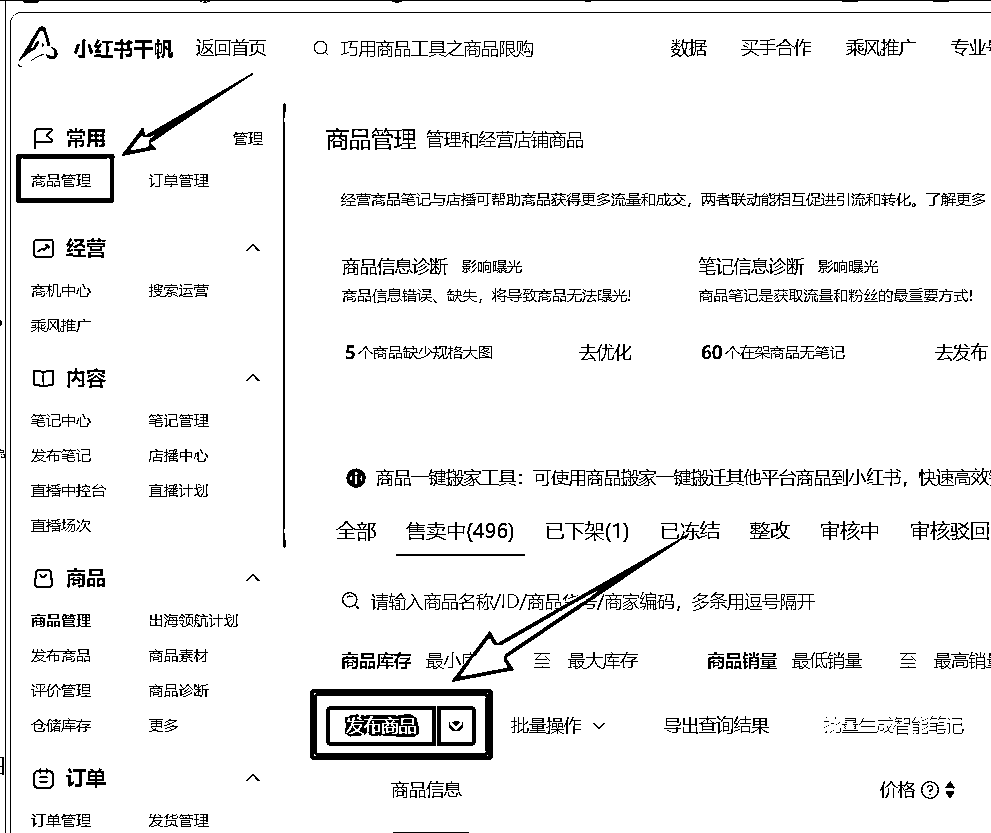 小红书千帆 返回首页 巧用商品工具之商品限购 数据 买手合作 乘风推广 专业号
常用 管理
商品管理 订单管理
经营
商机中心 搜索运营
乘风推广
内容
笔记中心 笔记管理
发布笔记 店播中心
直播中控台 直播计划
直播场次
商品
商品管理 出海领航计划
发布商品 商品素材
评价管理 商品诊断
仓储库存 更多
订单
订单管理 发货管理
商品管理 管理和经营店铺商品
经营商品笔记与店播可帮助商品获得更多流量和成交，两者联动能相互促进引流和转化。了解更多
商品信息诊断 影响曝光
商品信息错误、缺失，将导致商品无法曝光!
5个商品缺少规格大图 去优化
笔记信息诊断 影响曝光
商品笔记是获取流量和粉丝的最重要方式!
60个在架商品无笔记 去发布
商品一键搬家工具：可使用商品搬家一键搬迁其他平台商品到小红书，快速高效
全部 售卖中(496) 已下架(1) 已冻结 整改 审核中 审核驳回
请输入商品名称/ID/商品货号/商家编码，多条用逗号隔开
商品库存 最小 至 最大库存 商品销量 最低销量 至 最高销量
发布商品 批量操作 导出查询结果 批量生成智能笔记
商品信息 价格